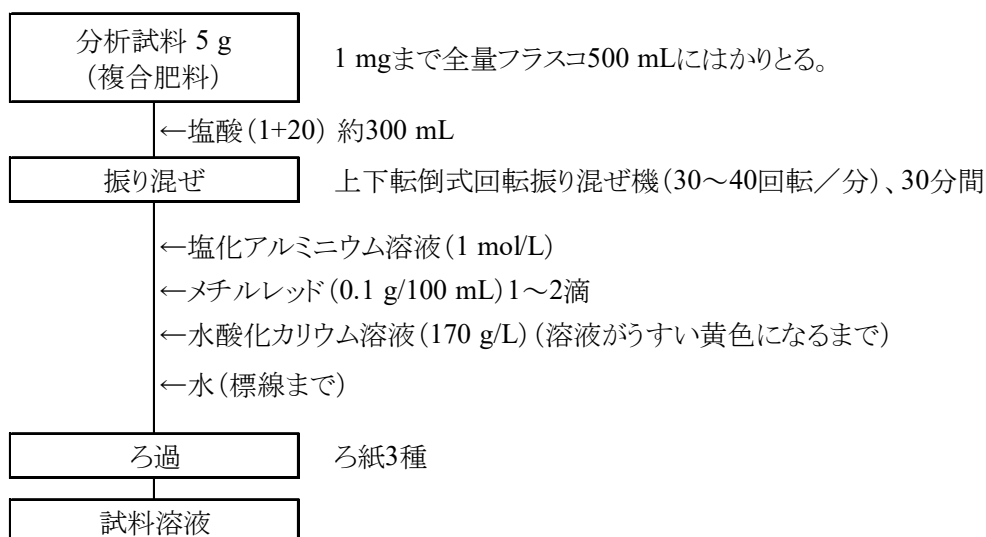 分析試料 5 g
(複合肥料)
1 mgまで全量フラスコ500 mLにはかりとる。
←塩酸(1+20) 約300 mL
振り混ぜ
上下転倒式回転振り混ぜ機(30~40回転/分)、30分間
←塩化アルミニウム溶液(1 mol/L)
←メチルレッド(0.1 g/100 mL)1~2滴
←水酸化カリウム溶液(170 g/L)(溶液がうすい黄色になるまで)
←水(標線まで)
ろ過
ろ紙3種
試料溶液